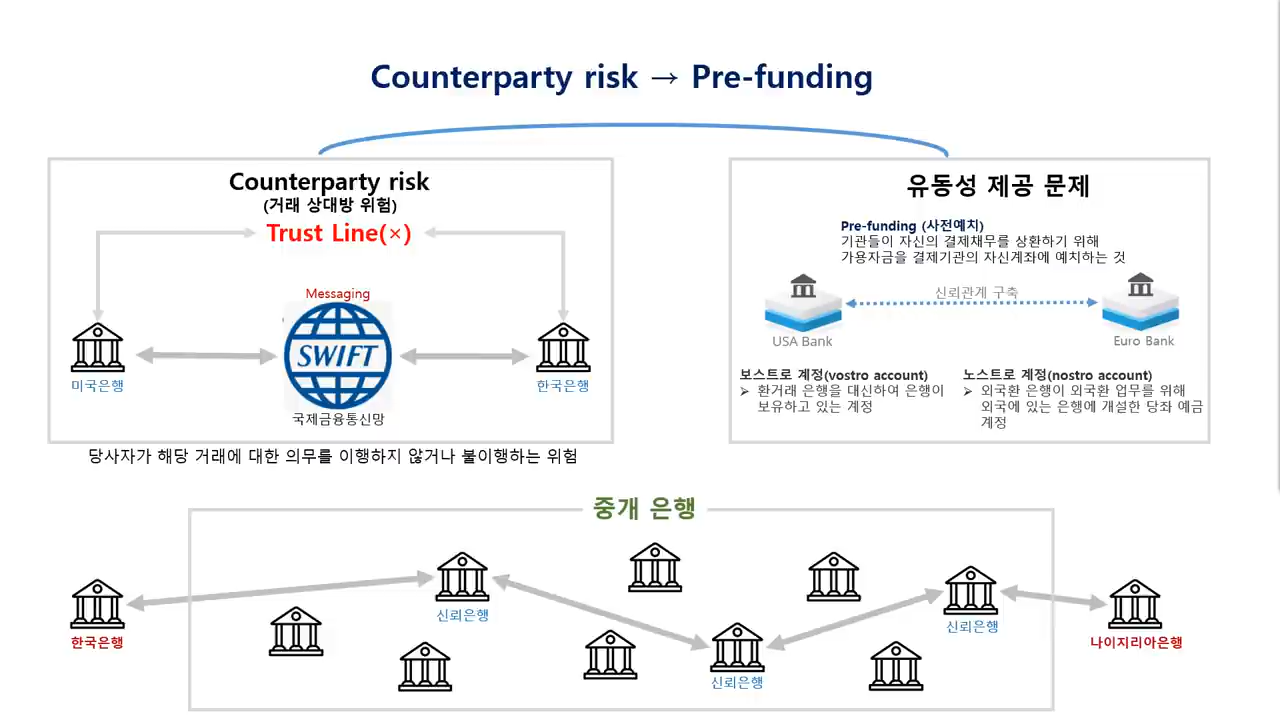 Counterparty risk → Pre-funding
Counterparty risk
(거래 상대방 위험)
Trust Line(×)
Messaging
SWIFT
미국은행
한국은행
국제금융통신망
당사자가 해당 거래에 대한 의무를 이행하지 않거나 불이행하는 위험
유동성 제공 문제
Pre-funding (사전예치)
기관들이 자신의 결제채무를 상환하기 위해
가용자금을 결제기관의 자신계좌에 예치하는 것
신뢰관계 구축
USA Bank
Euro Bank
보스트로 계정(vostro account)
➢ 환거래 은행을 대신하여 은행이
보유하고 있는 계정
노스트로 계정(nostro account)
➢ 외국환 은행이 외국환 업무를 위해
외국에 있는 은행에 개설한 당좌 예금
계정
중개 은행
한국은행
신뢰은행
신뢰은행
신뢰은행
나이지리아은행